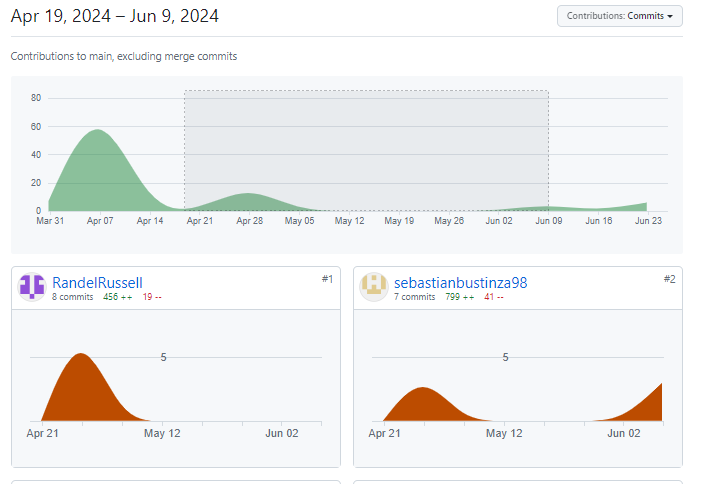 Apr 19, 2024 – Jun 9, 2024
Contributions: Commits
Contributions to main, excluding merge commits
80
60
40
20
0
Mar 31 Apr 07 Apr 14 Apr 21 Apr 28 May 05 May 12 May 19 May 26 Jun 02 Jun 09 Jun 16 Jun 23
RandelRussell #1
8 commits 456 ++ 19 --
5
Apr 21 May 12 Jun 02
sebastianbustinza98 #2
7 commits 799 ++ 41 --
5
Apr 21 May 12 Jun 02